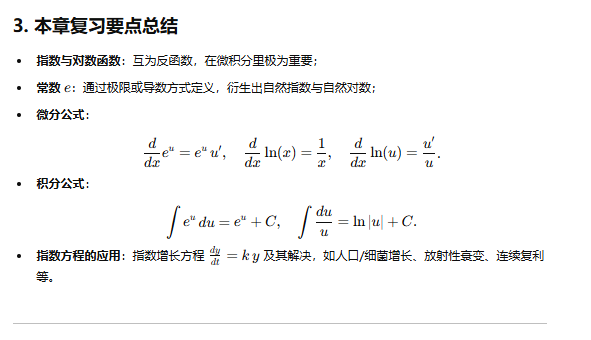 3. 本章复习要点总结
• 指数与对数函数：互为反函数，在微积分里极为重要；
• 常数 e：通过极限或导数方式定义，衍生出自然指数与自然对数；
• 微分公式：
d/dx e^u = e^u u′, d/dx ln(x) = 1/x, d/dx ln(u) = u′/u.
• 积分公式：
∫ e^u du = e^u + C, ∫ du/u = ln |u| + C.
• 指数方程的应用：指数增长方程 dy/dt = k y 及其解决，如人口/细菌增长、放射性衰变、连续复利
等。